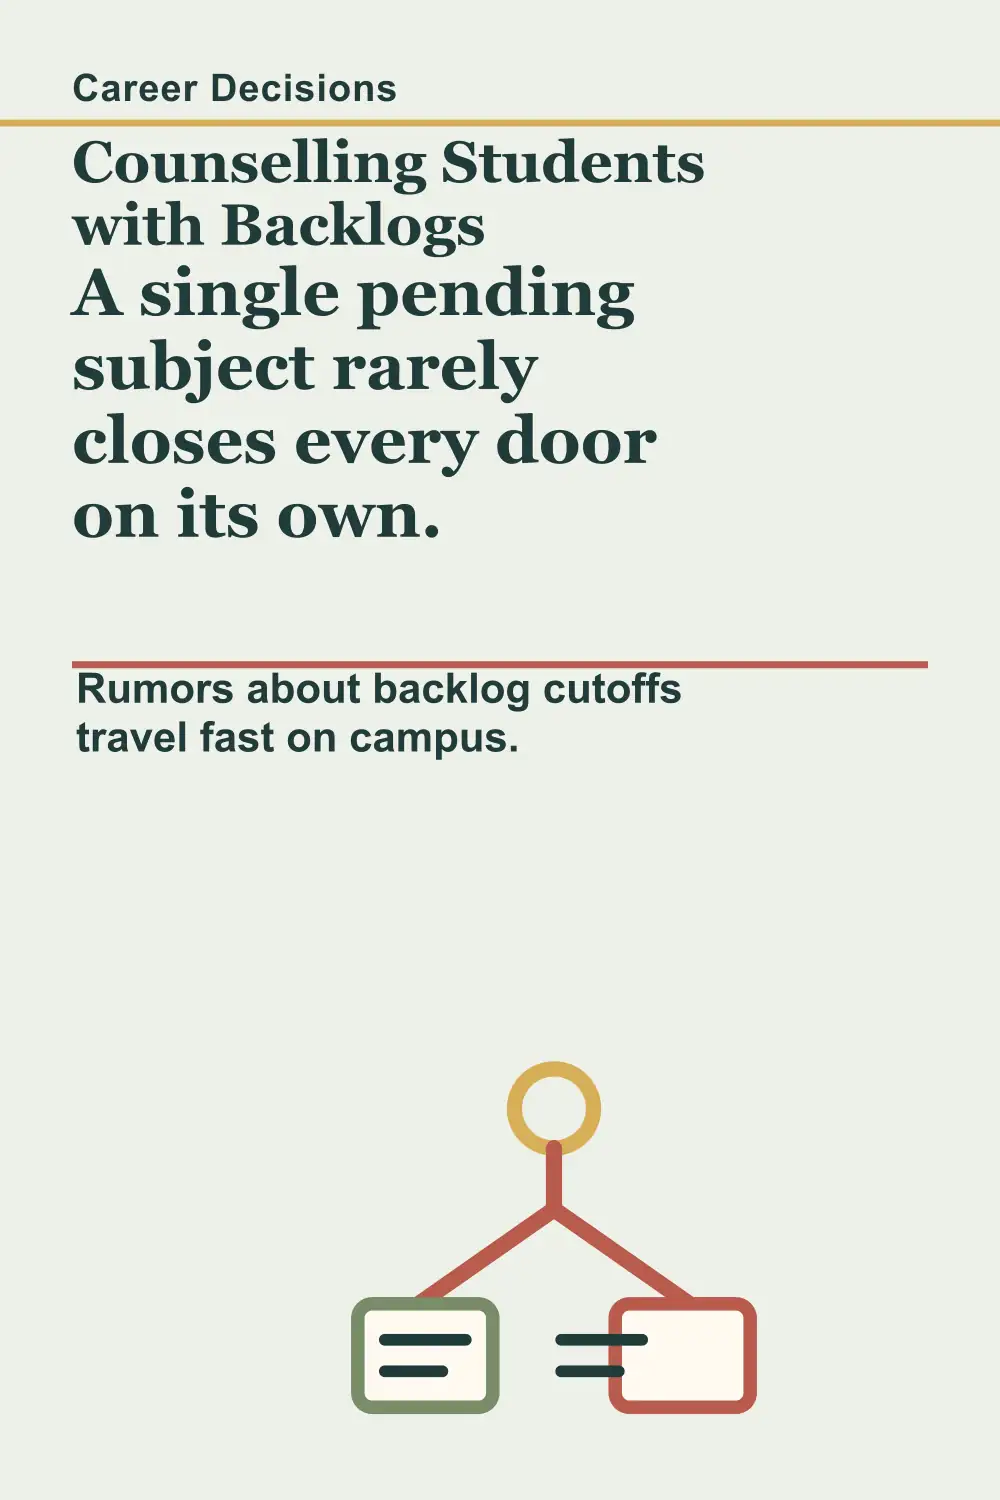 Career Decisions
Counselling Students
with Backlogs
A single pending
subject rarely
closes every door
on its own.
Rumors about backlog cutoffs
travel fast on campus.